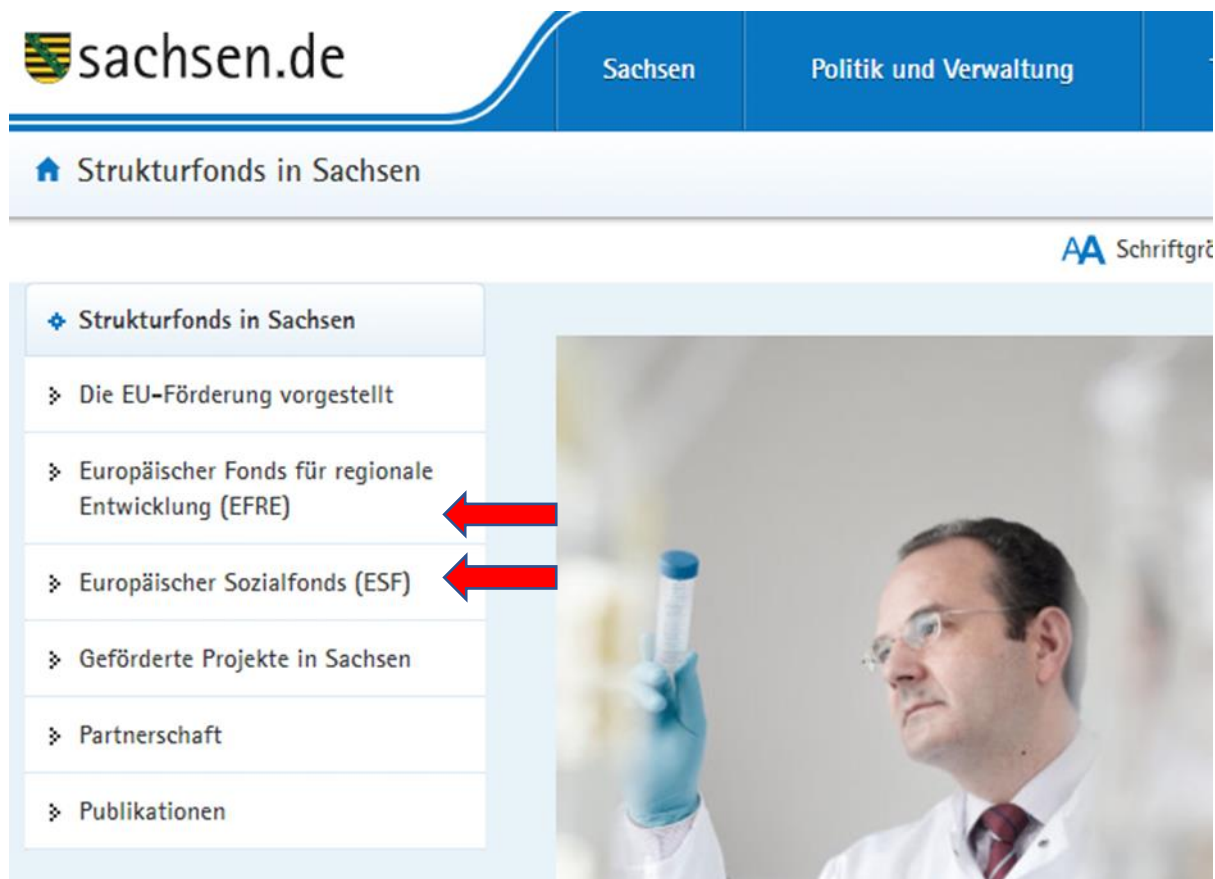 sachsen.de
Sachsen
Politik und Verwaltung
Strukturfonds in Sachsen
AA
Strukturfonds in Sachsen
Die EU-Förderung vorgestellt
Europäischer Fonds für regionale
Entwicklung (EFRE)
Europäischer Sozialfonds (ESF)
Geförderte Projekte in Sachsen
Partnerschaft
Publikationen